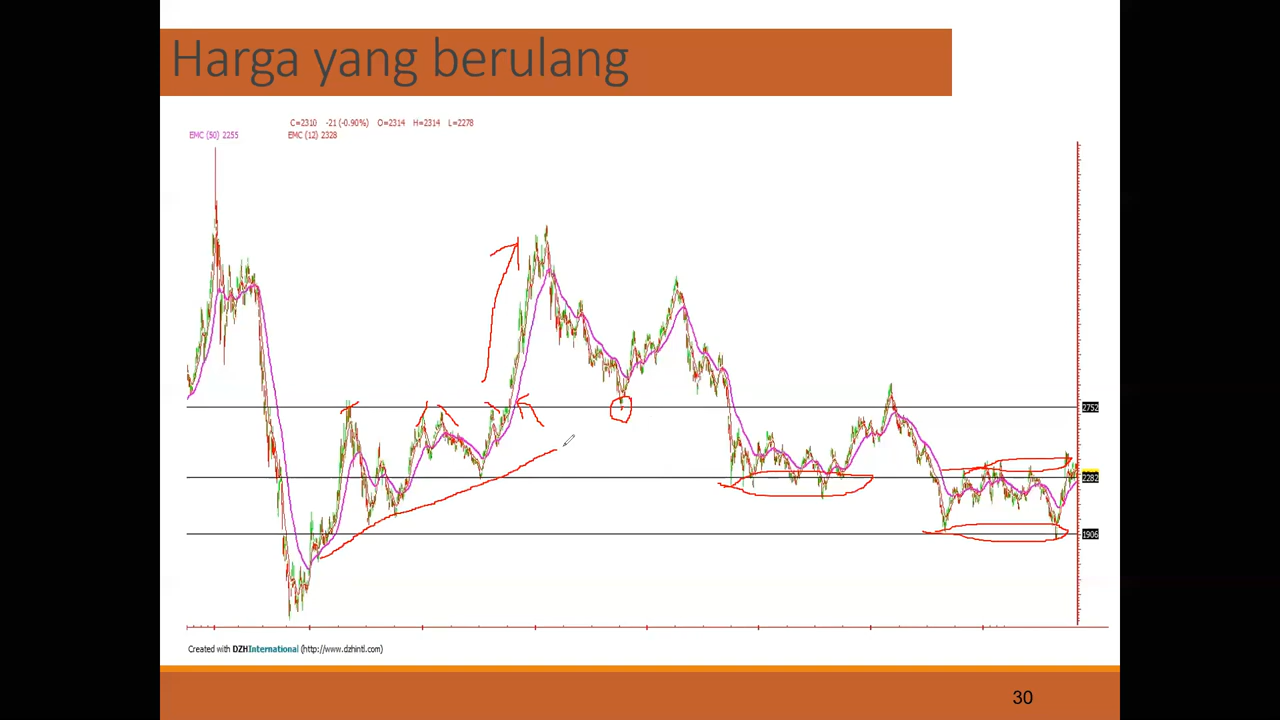 Harga yang berulang
C=2310 -21 (-0.90%) O=2314 H=2314 L=2278
EMC (50) 2255 EMC (12) 2328
2752
2282
1906
Created with DZHInternational (http://www.dzhintl.com)
30